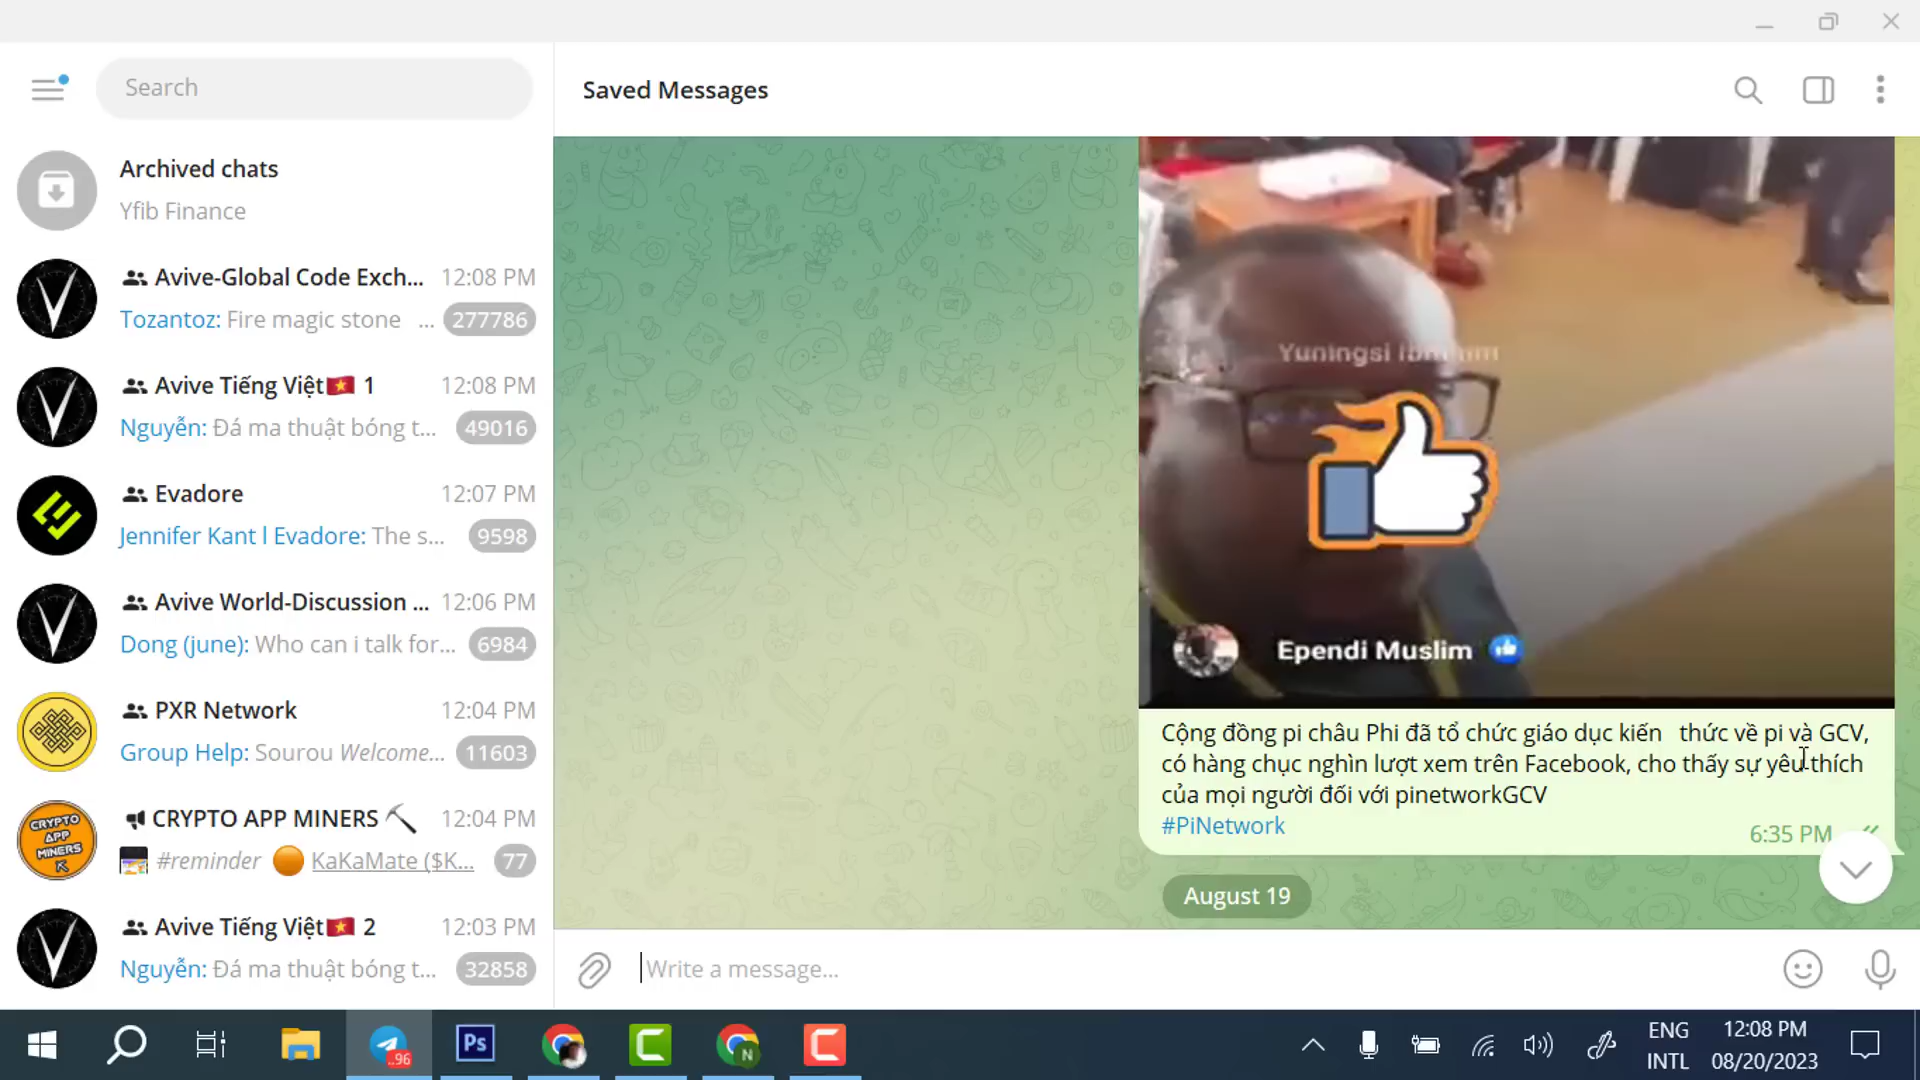 Search
Archived chats
Yfib Finance
Avive-Global Code Exch... 12:08 PM
Tozantoz: Fire magic stone ... 277786
Avive Tiếng Việt🇻🇳 1 12:08 PM
Nguyễn: Đá ma thuật bóng t... 49016
Evadore 12:07 PM
Jennifer Kant l Evadore: The s... 9598
Avive World-Discussion ... 12:06 PM
Dong (june): Who can i talk for... 6984
PXR Network 12:04 PM
Group Help: Sourou Welcome... 11603
CRYPTO APP MINERS 12:04 PM
#reminder KaKaMate ($K... 77
CRYPTO
APP
MINERS
Avive Tiếng Việt🇻🇳 2 12:03 PM
Nguyễn: Đá ma thuật bóng t... 32858
Saved Messages
Yuningsi
Ependi Muslim
Cộng đồng pi châu Phi đã tổ chức giáo dục kiến thức về pi và GCV,
có hàng chục nghìn lượt xem trên Facebook, cho thấy sự yêu thích
của mọi người đối với pinetworkGCV
#PiNetwork
6:35 PM
August 19
Write a message...
..96
Ps
N
ENG
INTL
12:08 PM
08/20/2023